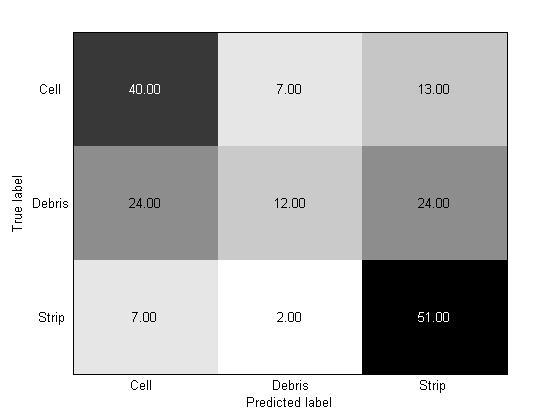 Cell 40.00 7.00 13.00
True label
Debris 24.00 12.00 24.00
Strip 7.00 2.00 51.00
Cell Debris Strip
Predicted label